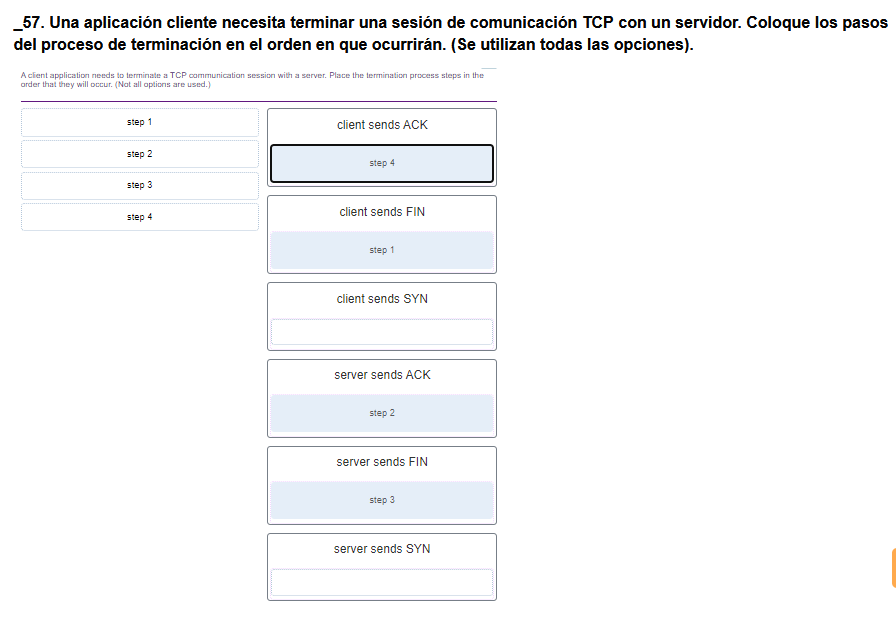 _57. Una aplicación cliente necesita terminar una sesión de comunicación TCP con un servidor. Coloque los pasos
del proceso de terminación en el orden en que ocurrirán. (Se utilizan todas las opciones).
A client application needs to terminate a TCP communication session with a server. Place the termination process steps in the
order that they will occur. (Not all options are used.)
step 1
step 2
step 3
step 4
client sends ACK
step 4
client sends FIN
step 1
client sends SYN
server sends ACK
step 2
server sends FIN
step 3
server sends SYN